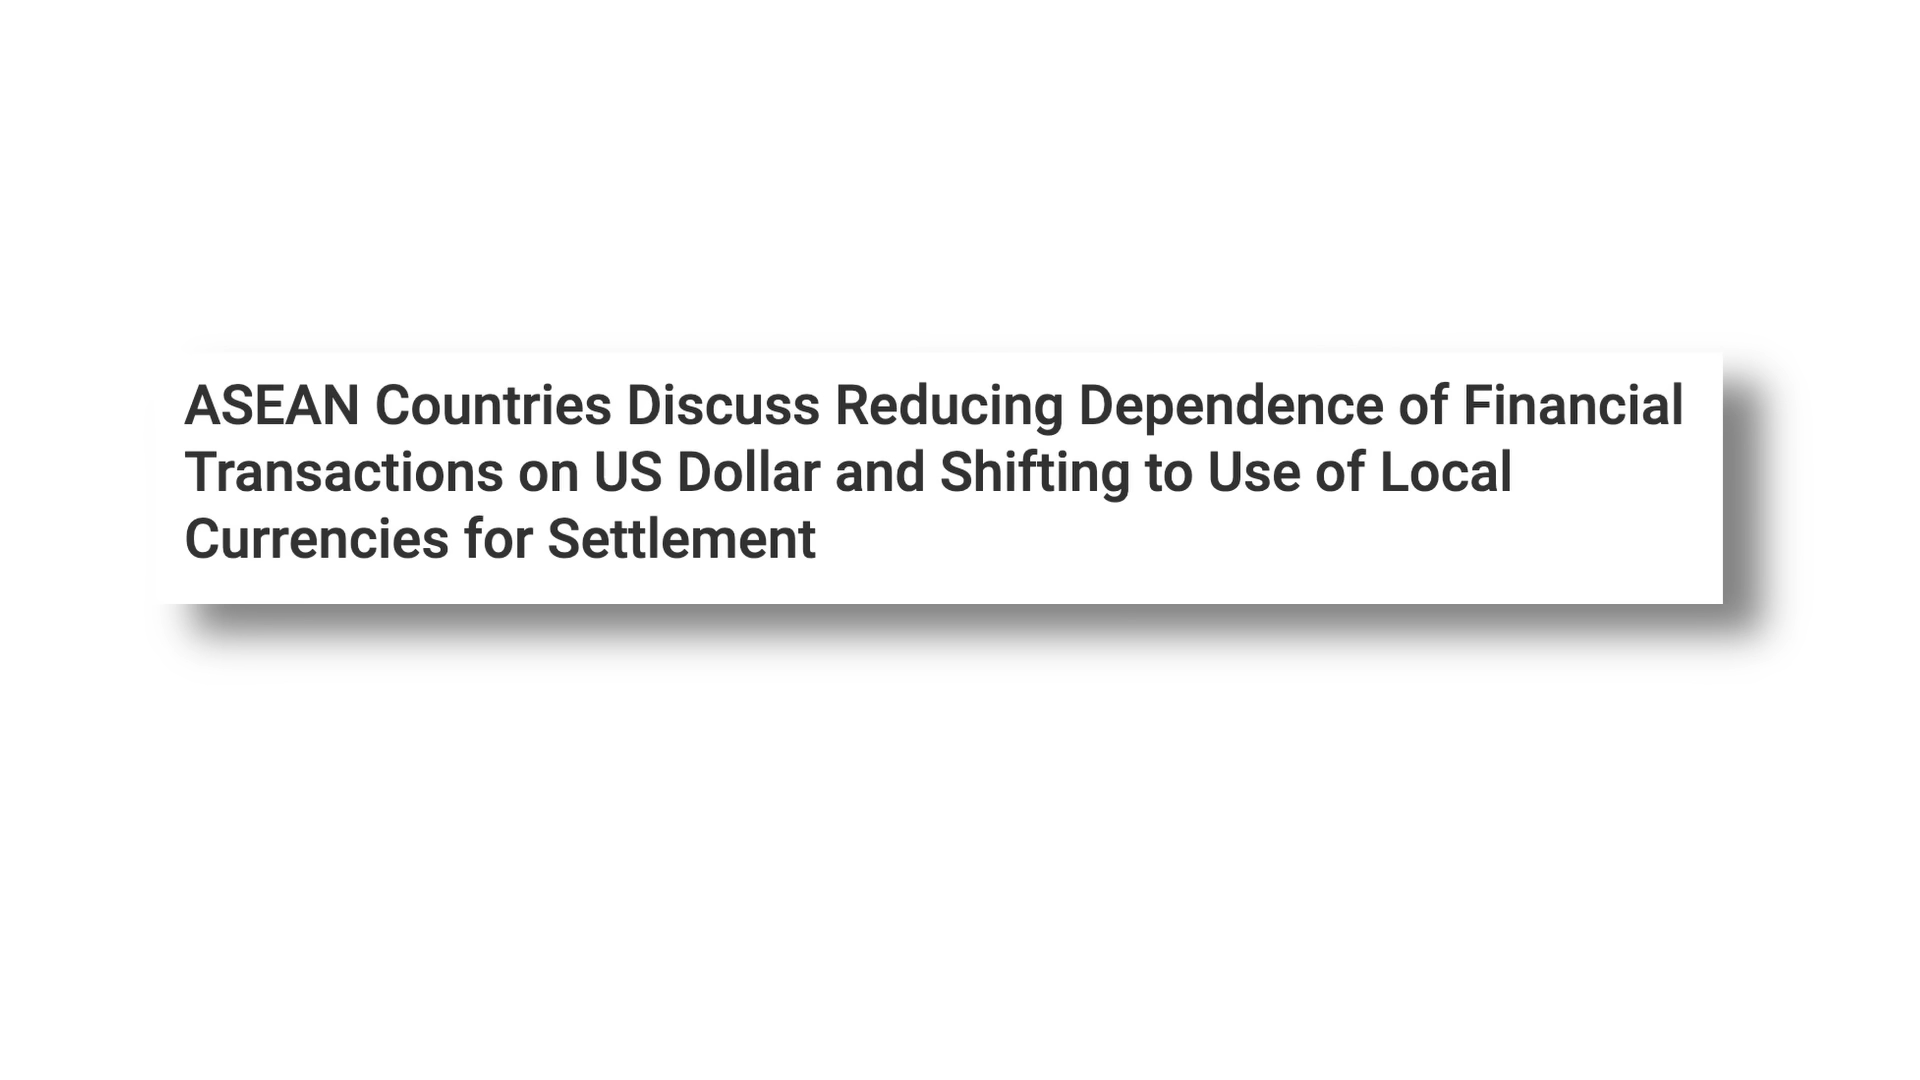 ASEAN Countries Discuss Reducing Dependence of Financial
Transactions on US Dollar and Shifting to Use of Local
Currencies for Settlement